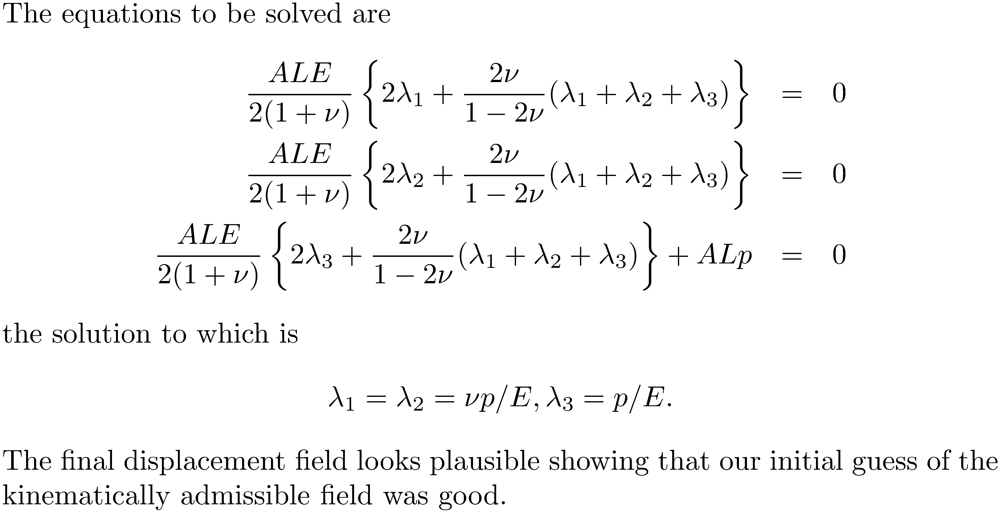 The equations to be solved are
\frac{ALE}{2(1+\nu)} \left\{ 2\lambda_1 + \frac{2\nu}{1-2\nu}(\lambda_1 + \lambda_2 + \lambda_3) \right\} = 0
\frac{ALE}{2(1+\nu)} \left\{ 2\lambda_2 + \frac{2\nu}{1-2\nu}(\lambda_1 + \lambda_2 + \lambda_3) \right\} = 0
\frac{ALE}{2(1+\nu)} \left\{ 2\lambda_3 + \frac{2\nu}{1-2\nu}(\lambda_1 + \lambda_2 + \lambda_3) \right\} + ALp = 0
the solution to which is
\lambda_1 = \lambda_2 = \nu p/E, \lambda_3 = p/E.
The final displacement field looks plausible showing that our initial guess of the
kinematically admissible field was good.